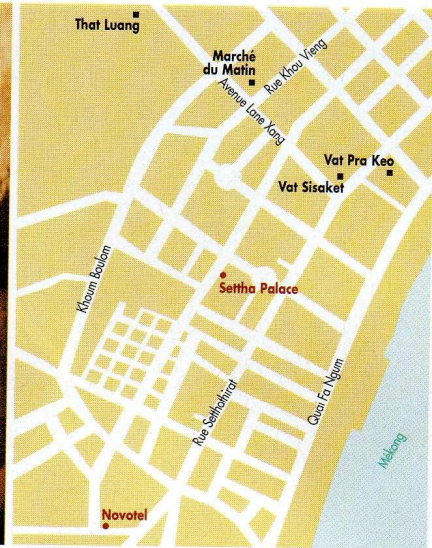 That Luang
Marché
du Matin
Rue Khou Vieng
Avenue Lane Xang
Vat Pra Keo
Vat Sisaket
Khoum Boulom
Settha Palace
Rue Setthathirat
Quai Fa Ngum
Mékong
Novotel